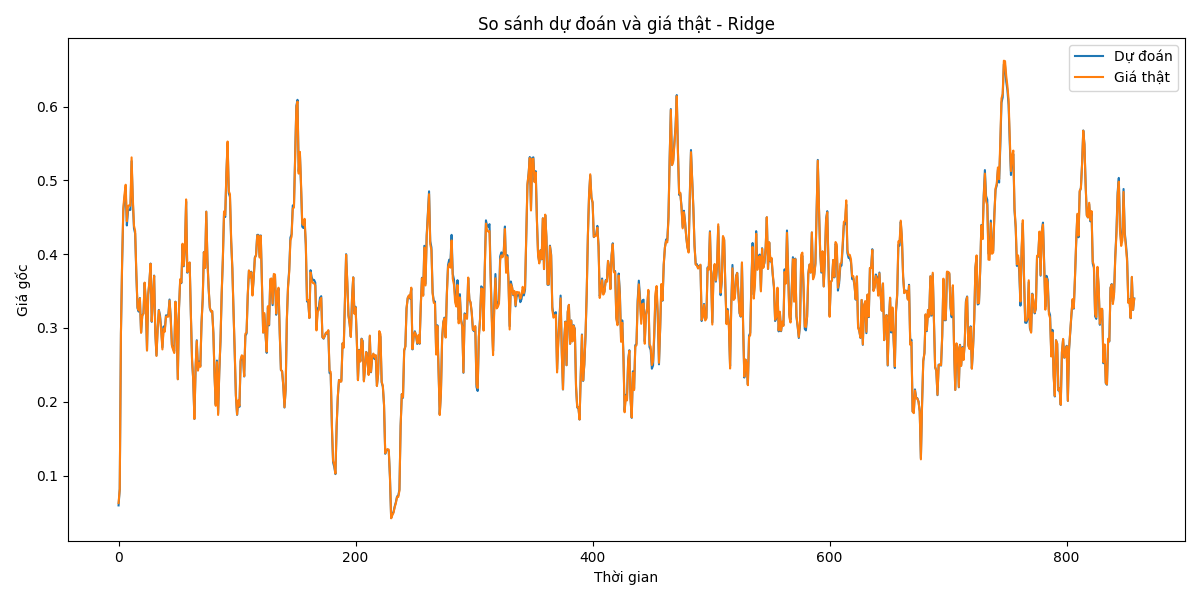 So sánh dự đoán và giá thật - Ridge
Dự đoán
Giá thật
Giá gốc
0.6
0.5
0.4
0.3
0.2
0.1
0 200 400 600 800
Thời gian